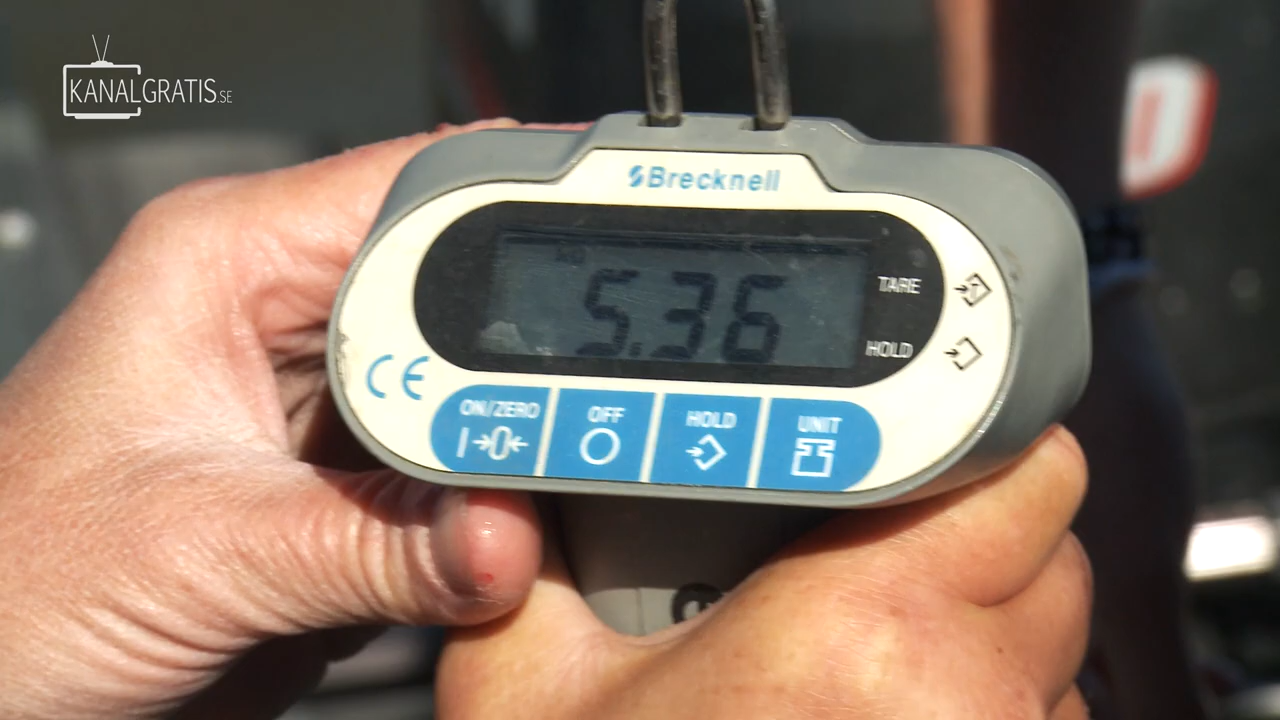 KANALGRATIS.SE
Brecknell
5.36
TARE
HOLD
CE
ON/ZERO
OFF
HOLD
UNIT